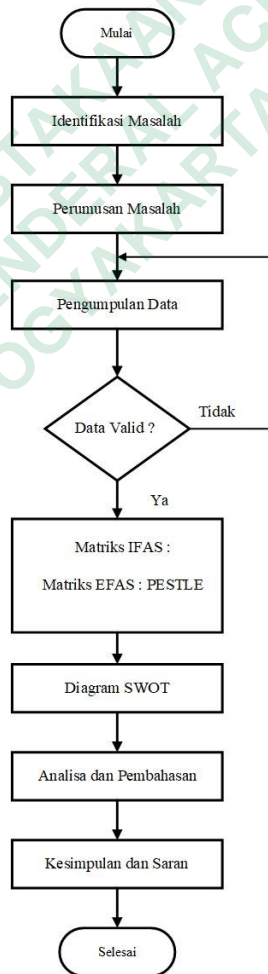 Mulai
Identifikasi Masalah
Perumusan Masalah
Pengumpulan Data
Data Valid ?
Tidak
Ya
Matriks IFAS :
Matriks EFAS : PESTLE
Diagram SWOT
Analisa dan Pembahasan
Kesimpulan dan Saran
Selesai